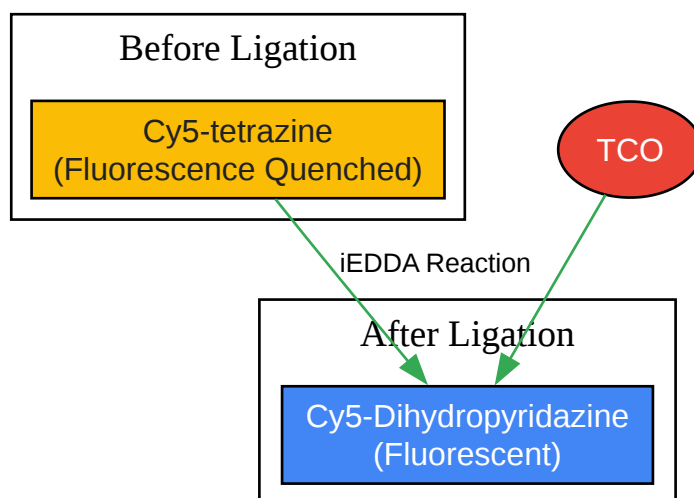 Before Ligation
Cy5-tetrazine
(Fluorescence Quenched)
TCO
iEDDA Reaction
After Ligation
Cy5-Dihydropyridazine
(Fluorescent)